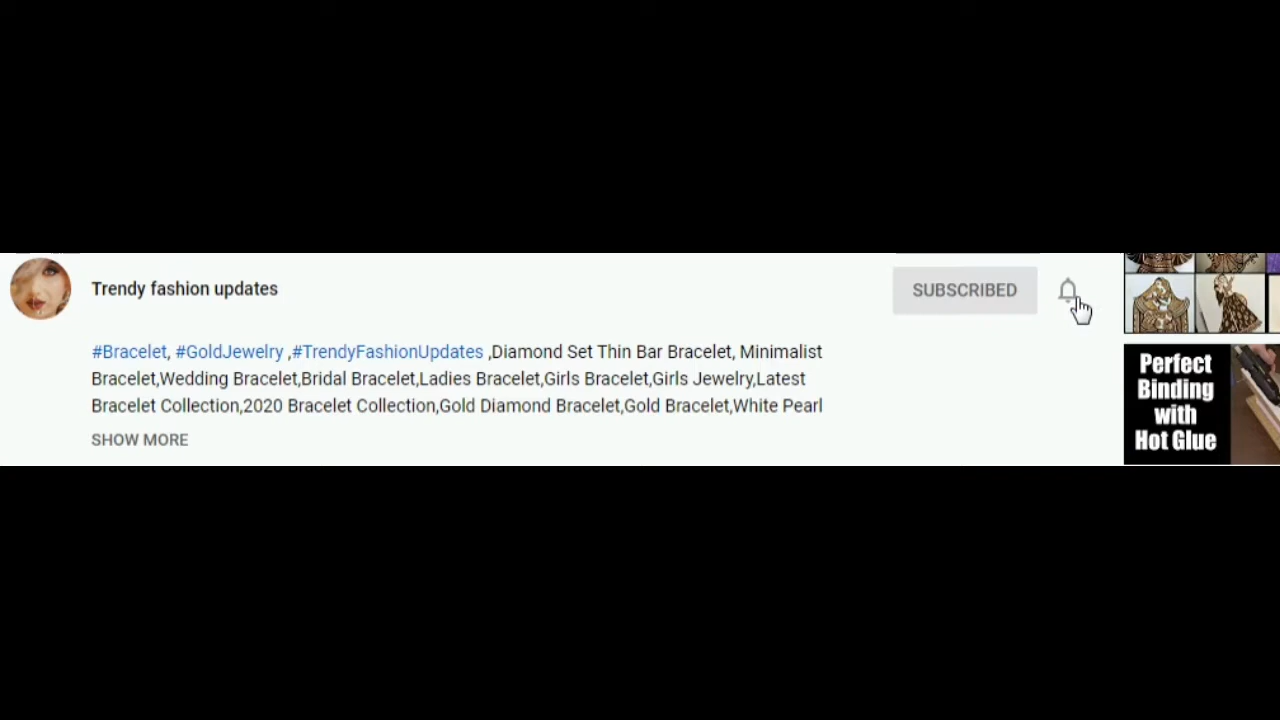 Trendy fashion updates
SUBSCRIBED
#Bracelet, #GoldJewelry ,#TrendyFashionUpdates ,Diamond Set Thin Bar Bracelet, Minimalist
Bracelet,Wedding Bracelet,Bridal Bracelet,Ladies Bracelet,Girls Bracelet,Girls Jewelry,Latest
Bracelet Collection,2020 Bracelet Collection,Gold Diamond Bracelet,Gold Bracelet,White Pearl
SHOW MORE
Perfect
Binding
with
Hot Glue